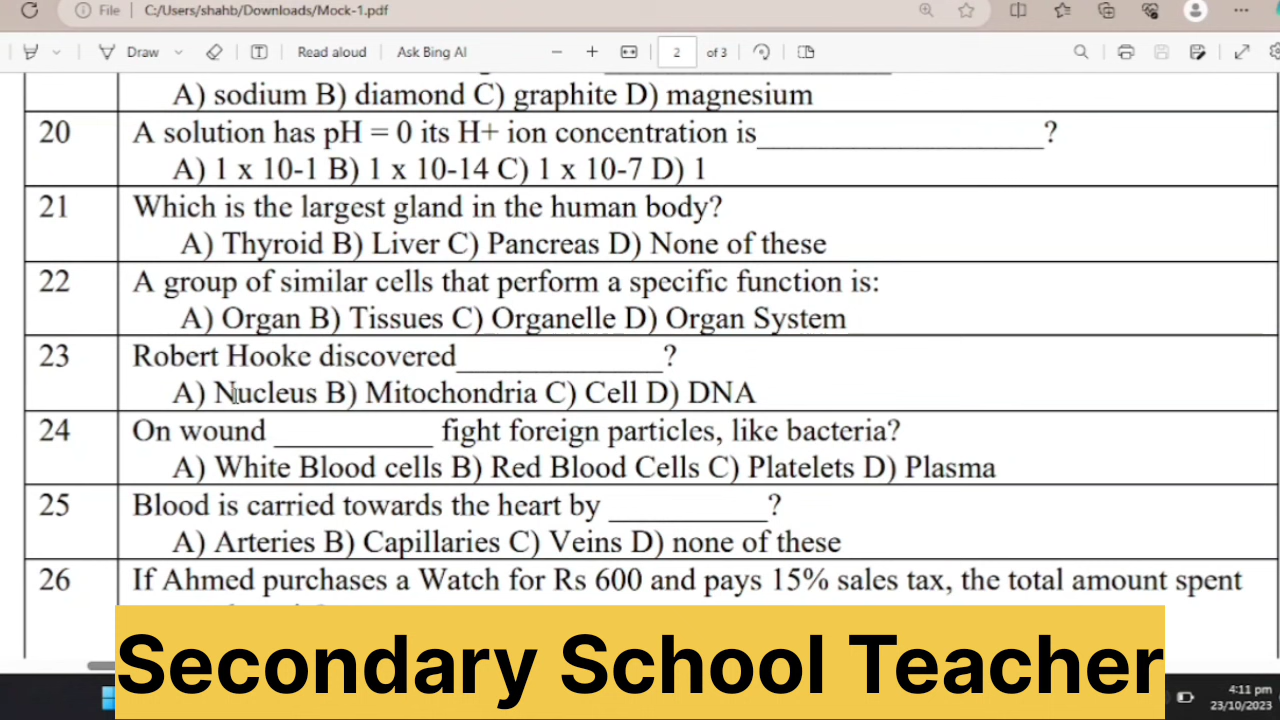 File | C:/Users/shahb/Downloads/Mock-1.pdf
Draw Read aloud Ask Bing AI 2 of 3
A) sodium B) diamond C) graphite D) magnesium
20 A solution has pH = 0 its H+ ion concentration is____________________?
A) 1 x 10-1 B) 1 x 10-14 C) 1 x 10-7 D) 1
21 Which is the largest gland in the human body?
A) Thyroid B) Liver C) Pancreas D) None of these
22 A group of similar cells that perform a specific function is:
A) Organ B) Tissues C) Organelle D) Organ System
23 Robert Hooke discovered_____________?
A) Nucleus B) Mitochondria C) Cell D) DNA
24 On wound __________ fight foreign particles, like bacteria?
A) White Blood cells B) Red Blood Cells C) Platelets D) Plasma
25 Blood is carried towards the heart by __________?
A) Arteries B) Capillaries C) Veins D) none of these
26 If Ahmed purchases a Watch for Rs 600 and pays 15% sales tax, the total amount spent
Secondary School Teacher
4:11 pm
23/10/2023